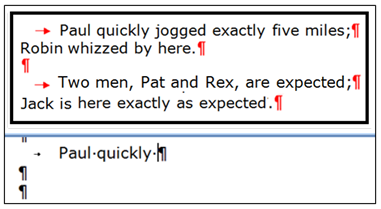 → Paul quickly jogged exactly five miles;¶
Robin whizzed by here.¶
¶
→ Two men, Pat and Rex, are expected;¶
Jack is here exactly as expected.¶
¶
→ Paul·quickly·¶
¶
¶